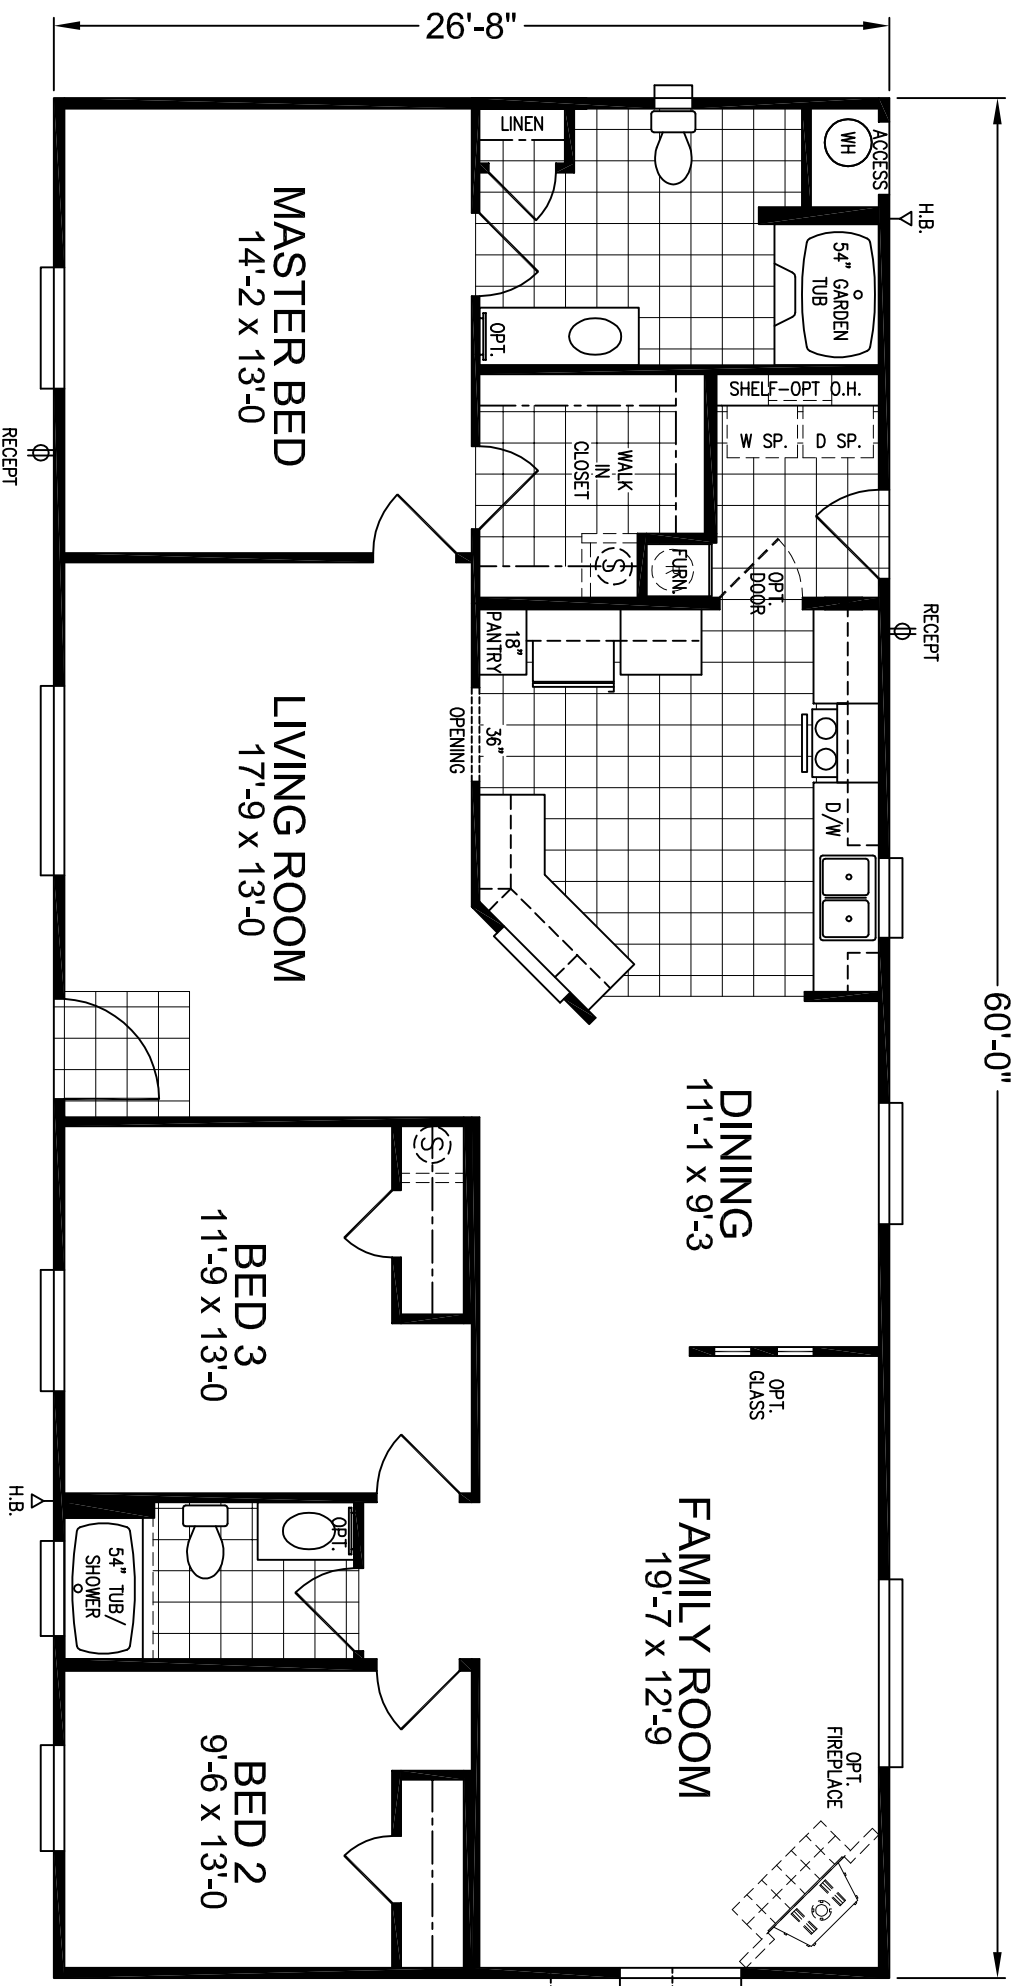 26'-8"
60'-0"
LINEN
WH
ACCESS
H.B.
54" GARDEN
TUB
OPT.
MASTER BED
14'-2 x 13'-0
RECEPT
SHELF-OPT O.H.
W SP.
D SP.
WALK
IN
CLOSET
S
FURN.
OPT.
DOOR
RECEPT
18"
PANTRY
36"
OPENING
D/W
LIVING ROOM
17'-9 x 13'-0
DINING
11'-1 x 9'-3
S
BED 3
11'-9 x 13'-0
OPT.
GLASS
H.B.
OPT.
54" TUB/
SHOWER
FAMILY ROOM
19'-7 x 12'-9
OPT.
FIREPLACE
BED 2
9'-6 x 13'-0